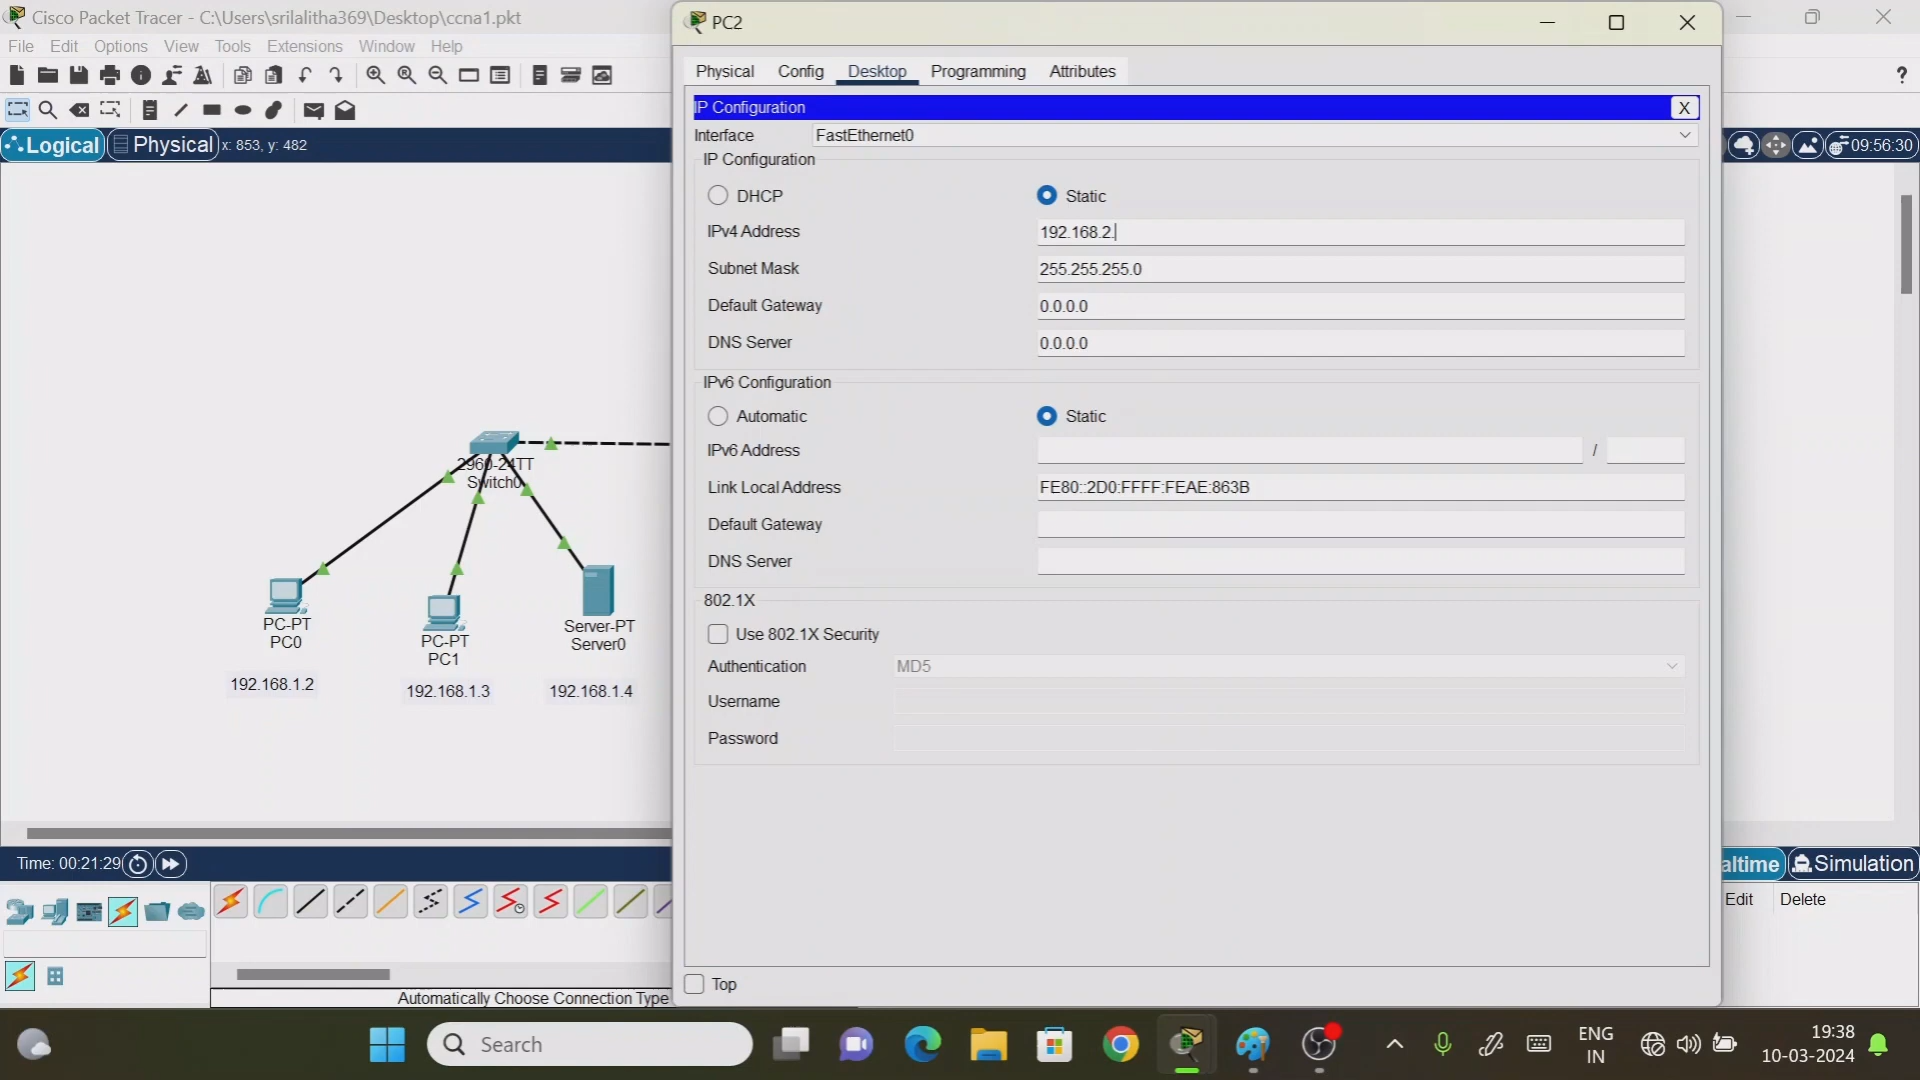 Cisco Packet Tracer - C:\Users\srilalitha369\Desktop\ccna1.pkt
File Edit Options View Tools Extensions Window Help
?
Logical Physical x: 853, y: 482
09:56:30
2960-24TT
Switch0
PC-PT
PC0
PC-PT
PC1
Server-PT
Server0
192.168.1.2
192.168.1.3
192.168.1.4
PC2
Physical Config Desktop Programming Attributes
IP Configuration X
Interface FastEthernet0
IP Configuration
DHCP Static
IPv4 Address 192.168.2.
Subnet Mask 255.255.255.0
Default Gateway 0.0.0.0
DNS Server 0.0.0.0
IPv6 Configuration
Automatic Static
IPv6 Address /
Link Local Address FE80::2D0:FFFF:FEAE:863B
Default Gateway
DNS Server
802.1X
Use 802.1X Security
Authentication MD5
Username
Password
Top
Time: 00:21:29
altime Simulation
Edit Delete
Automatically Choose Connection Type
Search
ENG
IN
19:38
10-03-2024